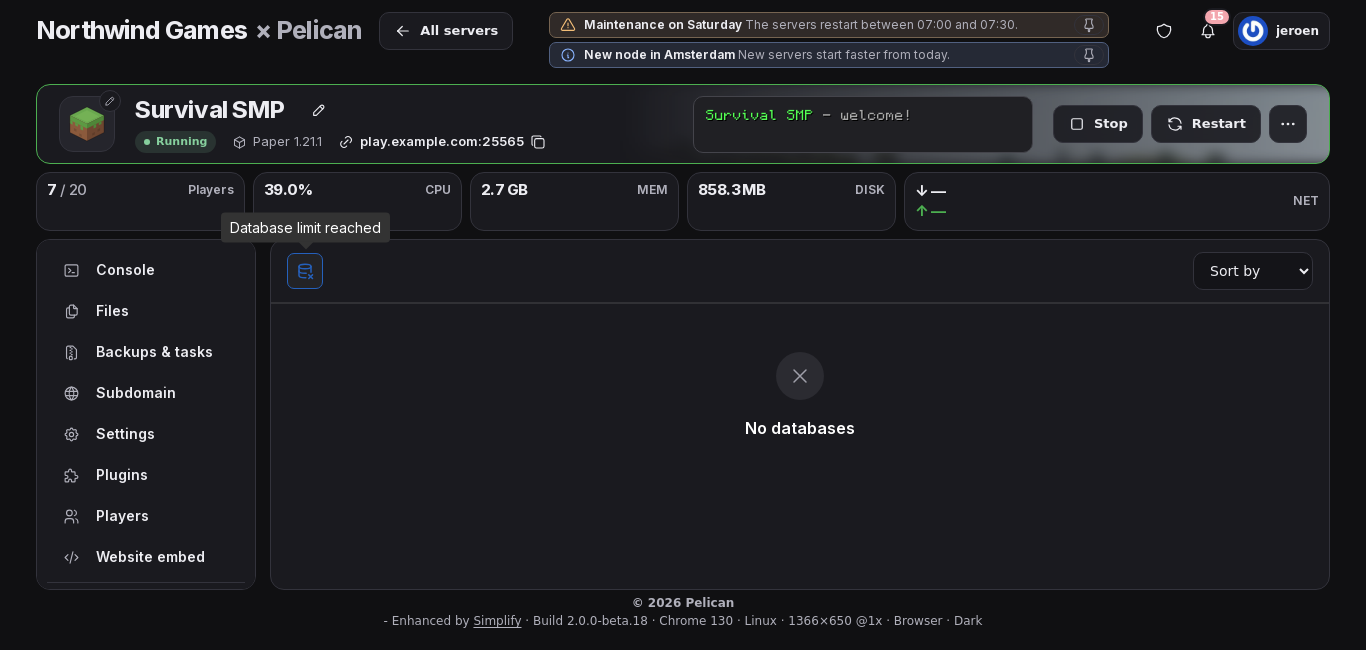 Northwind Games × Pelican
All servers
Maintenance on Saturday The servers restart between 07:00 and 07:30.
New node in Amsterdam New servers start faster from today.
15
jeroen
Survival SMP
Running
Paper 1.21.1
play.example.com:25565
Survival SMP - welcome!
Stop
Restart
7 / 20
Players
39.0%
CPU
2.7 GB
MEM
858.3 MB
DISK
↓ —
↑ —
NET
Database limit reached
Console
Files
Backups & tasks
Subdomain
Settings
Plugins
Players
Website embed
Sort by
No databases
© 2026 Pelican
- Enhanced by Simplify · Build 2.0.0-beta.18 · Chrome 130 · Linux · 1366×650 @1x · Browser · Dark